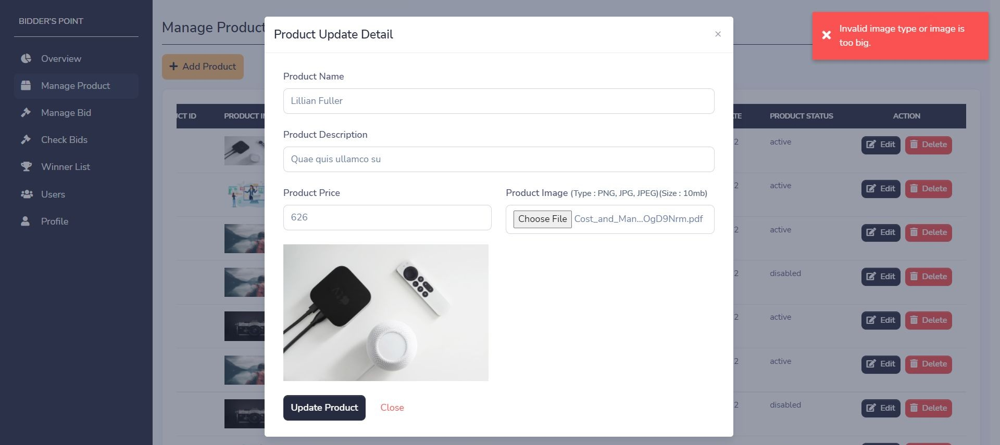 BIDDER'S POINT
Overview
Manage Product
Manage Bid
Check Bids
Winner List
Users
Profile
Manage Product
Add Product
Product Update Detail
×
Product Name
Lillian Fuller
Product Description
Quae quis ullamco su
Product Price
626
Product Image (Type : PNG, JPG, JPEG)(Size : 10mb)
Choose File Cost_and_Man...OgD9Nrm.pdf
tv
Update Product Close
Invalid image type or image is
too big.
UCT ID PRODUCT I ATE PRODUCT STATUS ACTION
2 active Edit Delete
2 active Edit Delete
2 active Edit Delete
2 disabled Edit Delete
2 active Edit Delete
2 active Edit Delete
2 disabled Edit Delete